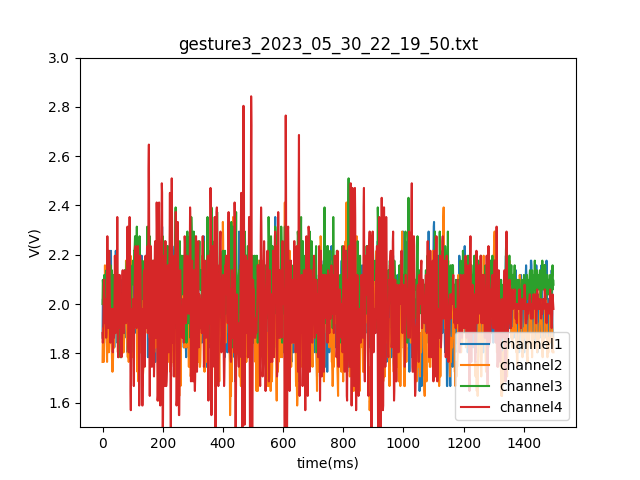 gesture3_2023_05_30_22_19_50.txt
3.0
2.8
2.6
2.4
2.2
2.0
1.8
1.6
V(V)
channel1
channel2
channel3
channel4
0 200 400 600 800 1000 1200 1400
time(ms)